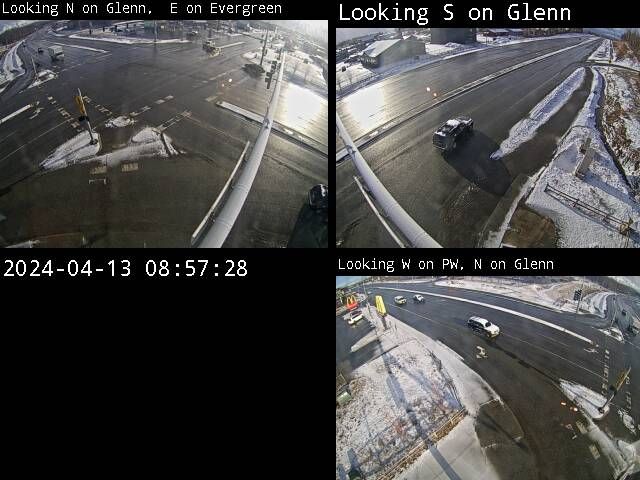 Looking N on Glenn,  E on Evergreen
Looking S on Glenn
2024-04-13 08:57:28
Looking W on PW, N on Glenn